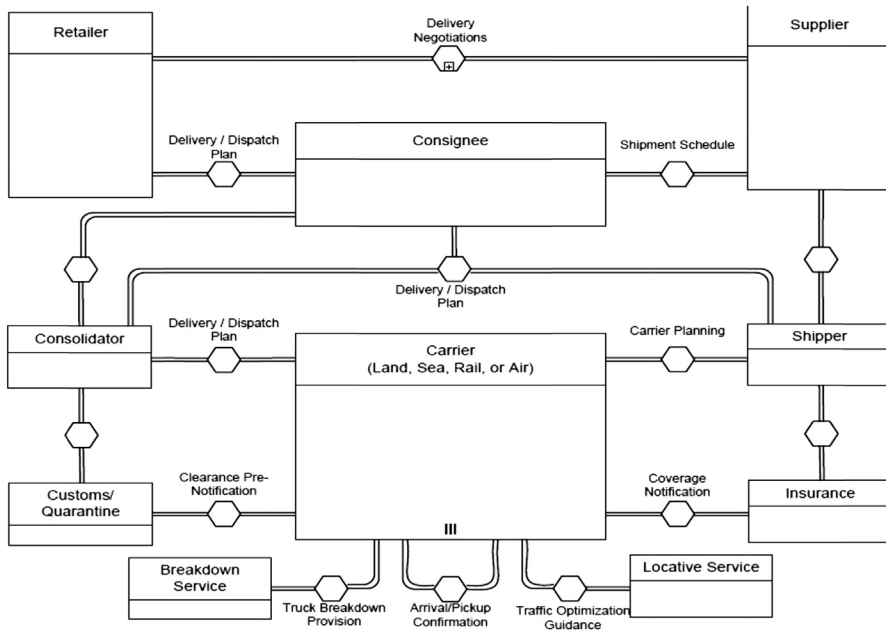 Retailer
Delivery
Negotiations
Supplier
Delivery / Dispatch
Plan
Consignee
Shipment Schedule
Delivery / Dispatch
Plan
Consolidator
Delivery / Dispatch
Plan
Carrier
(Land, Sea, Rail, or Air)
Carrier Planning
Shipper
Customs/
Quarantine
Clearance Pre-
Notification
Coverage
Notification
Insurance
Breakdown
Service
Truck Breakdown
Provision
Arrival/Pickup
Confirmation
Traffic Optimization
Guidance
Locative Service